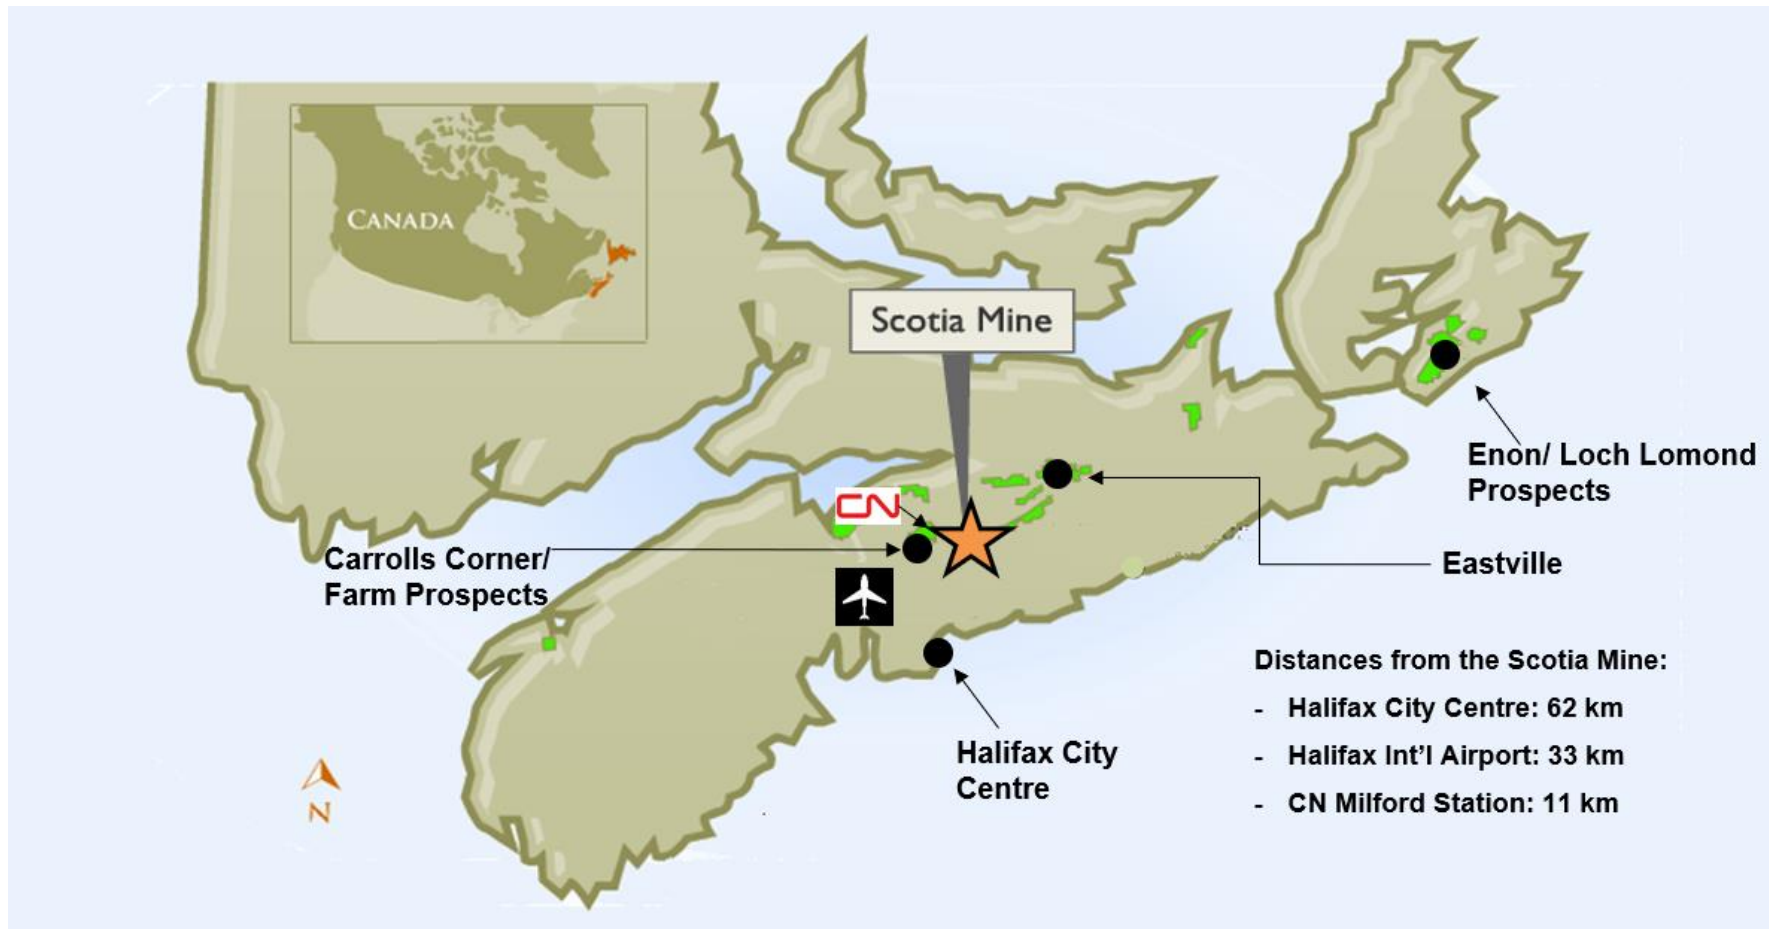 CANADA
Scotia Mine
CN
Enon/ Loch Lomond
Prospects
Carrolls Corner/
Farm Prospects
Eastville
Halifax City
Centre
Distances from the Scotia Mine:
- Halifax City Centre: 62 km
- Halifax Int'l Airport: 33 km
- CN Milford Station: 11 km
N